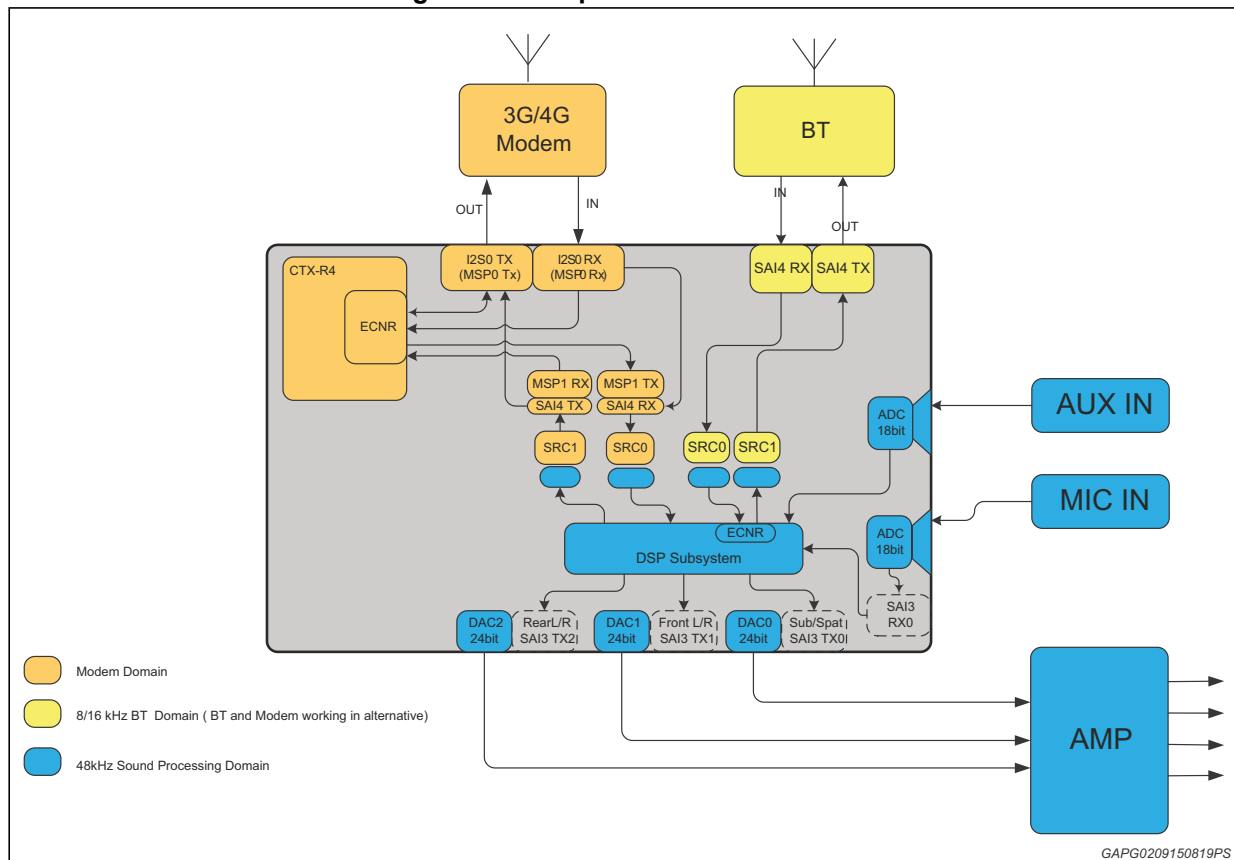 3G/4G
Modem
BT
OUT
IN
IN
OUT
CTX-R4
ECNR
I2S0 TX
(MSP0 Tx)
I2S0 RX
(MSP0 Rx)
SAI4 RX
SAI4 TX
MSP1 RX
MSP1 TX
SAI4 TX
SAI4 RX
SRC1
SRC0
SRC0
SRC1
ADC
18bit
AUX IN
MIC IN
ADC
18bit
ECNR
DSP Subsystem
SAI3
RX0
DAC2
24bit
RearL/R
SAI3 TX2
DAC1
24bit
Front L/R
SAI3 TX1
DAC0
24bit
Sub/Spat
SAI3 TX0
AMP
Modem Domain
8/16 kHz BT Domain ( BT and Modem working in alternative)
48kHz Sound Processing Domain
GAPG0209150819PS